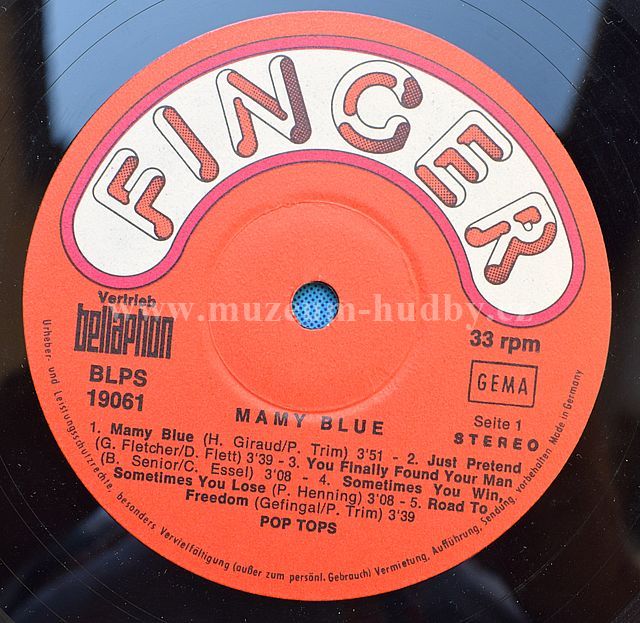 FINGER
www.muzeum-hudby.cz
Vertrieb
bellaphon
BLPS
19061
33 rpm
GEMA
Seite 1
STEREO
MAMY BLUE
1. Mamy Blue (H. Giraud/P. Trim) 3'51 - 2. Just Pretend
(G. Fletcher/D. Flett) 3'39 - 3. You Finally Found Your Man
(B. Senior/C. Essel) 3'08 - 4. Sometimes You Win,
Sometimes You Lose (P. Henning) 3'08 - 5. Road To
Freedom (Gefingal/P. Trim) 3'39
POP TOPS
Urheber- und Leistungsschutzrechte, besonders Vervielfältigung (außer zum persönl. Gebrauch) Vermietung, Aufführung, Sendung, vorbehalten. Made in Germany